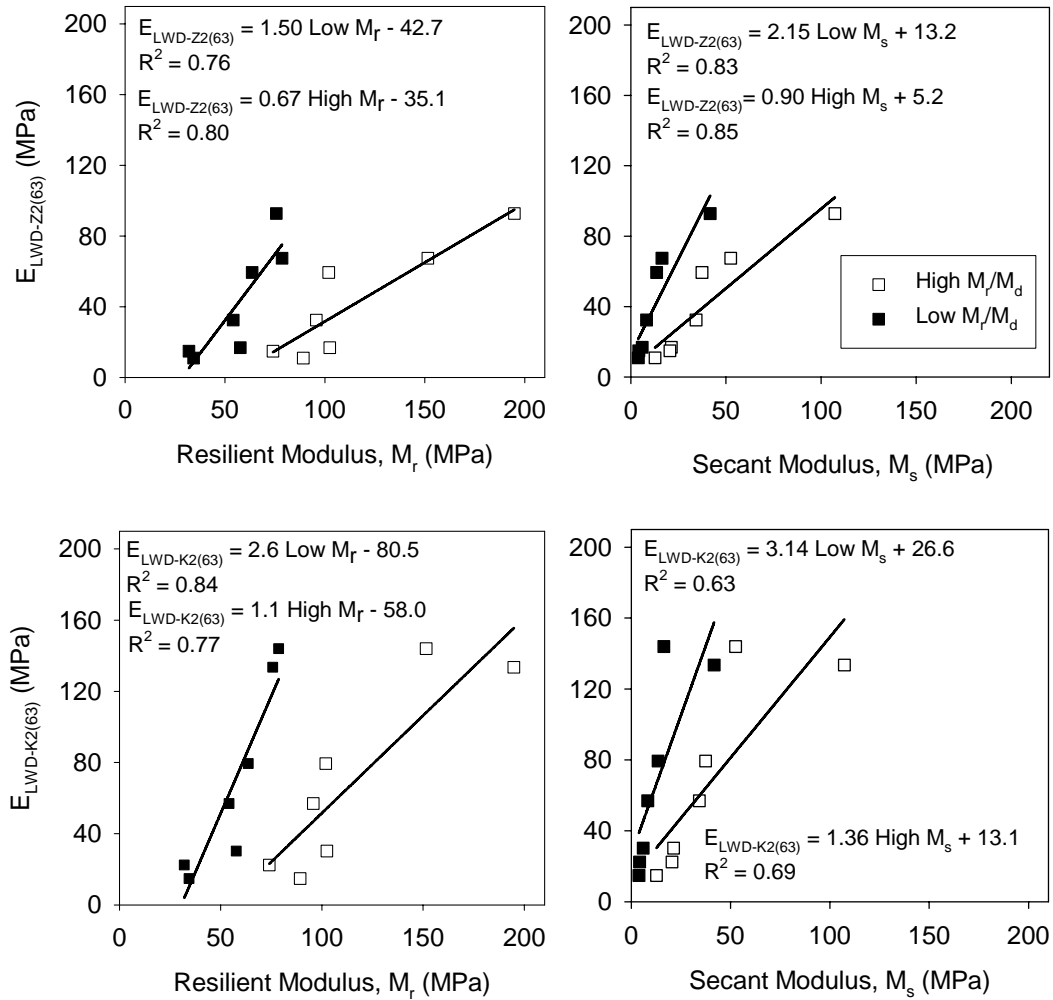 E_LWD-Z2(63) = 1.50 Low M_r - 42.7
R² = 0.76
E_LWD-Z2(63) = 0.67 High M_r - 35.1
R² = 0.80
E_LWD-Z2(63) (MPa)
200
160
120
80
40
0
0 50 100 150 200
Resilient Modulus, M_r (MPa)
E_LWD-Z2(63) = 2.15 Low M_s + 13.2
R² = 0.83
E_LWD-Z2(63)= 0.90 High M_s + 5.2
R² = 0.85
200
160
120
80
40
0
High M_r/M_d
Low M_r/M_d
0 50 100 150 200
Secant Modulus, M_s (MPa)
E_LWD-K2(63) = 2.6 Low M_r - 80.5
R² = 0.84
E_LWD-K2(63) = 1.1 High M_r - 58.0
R² = 0.77
E_LWD-K2(63) (MPa)
200
160
120
80
40
0
0 50 100 150 200
Resilient Modulus, M_r (MPa)
E_LWD-K2(63) = 3.14 Low M_s + 26.6
R² = 0.63
200
160
120
80
40
0
E_LWD-K2(63) = 1.36 High M_s + 13.1
R² = 0.69
0 50 100 150 200
Secant Modulus, M_s (MPa)